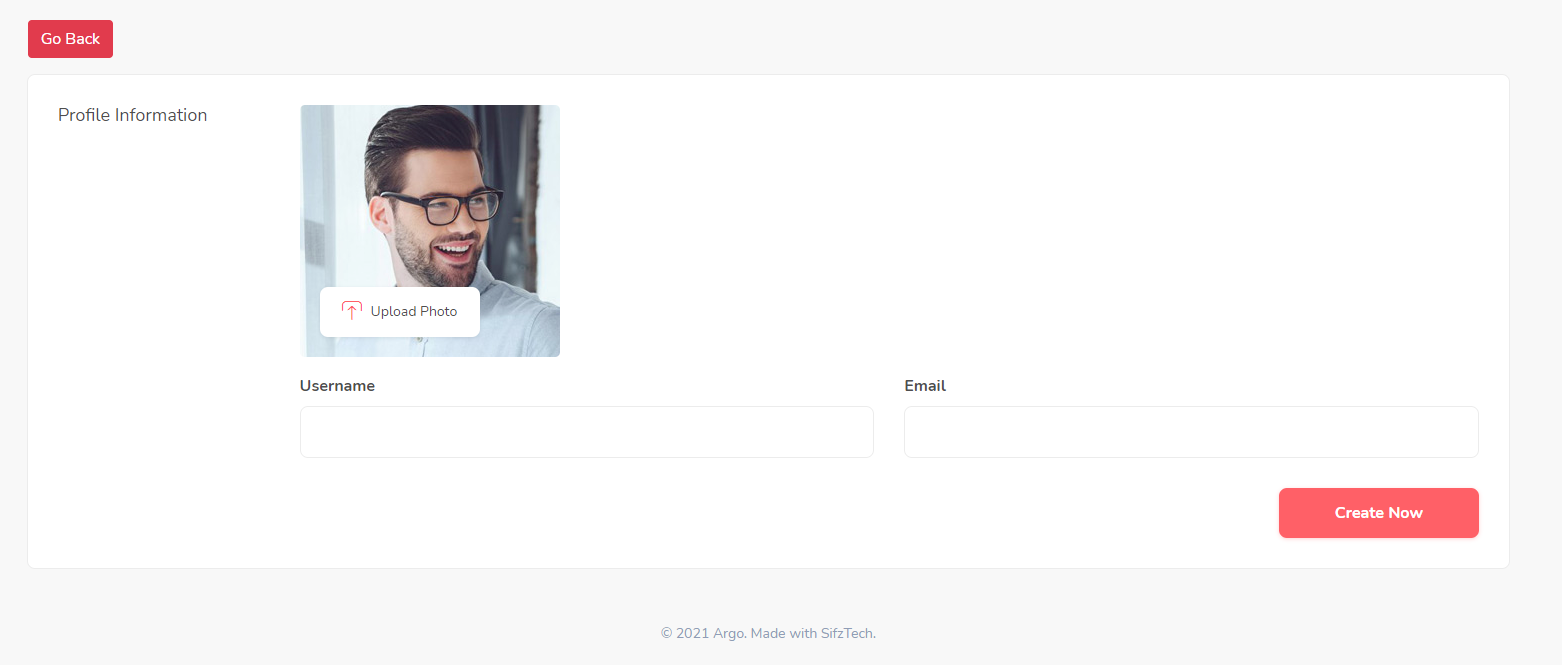 Go Back
Profile Information
Upload Photo
Username
Email
Create Now
© 2021 Argo. Made with SifzTech.